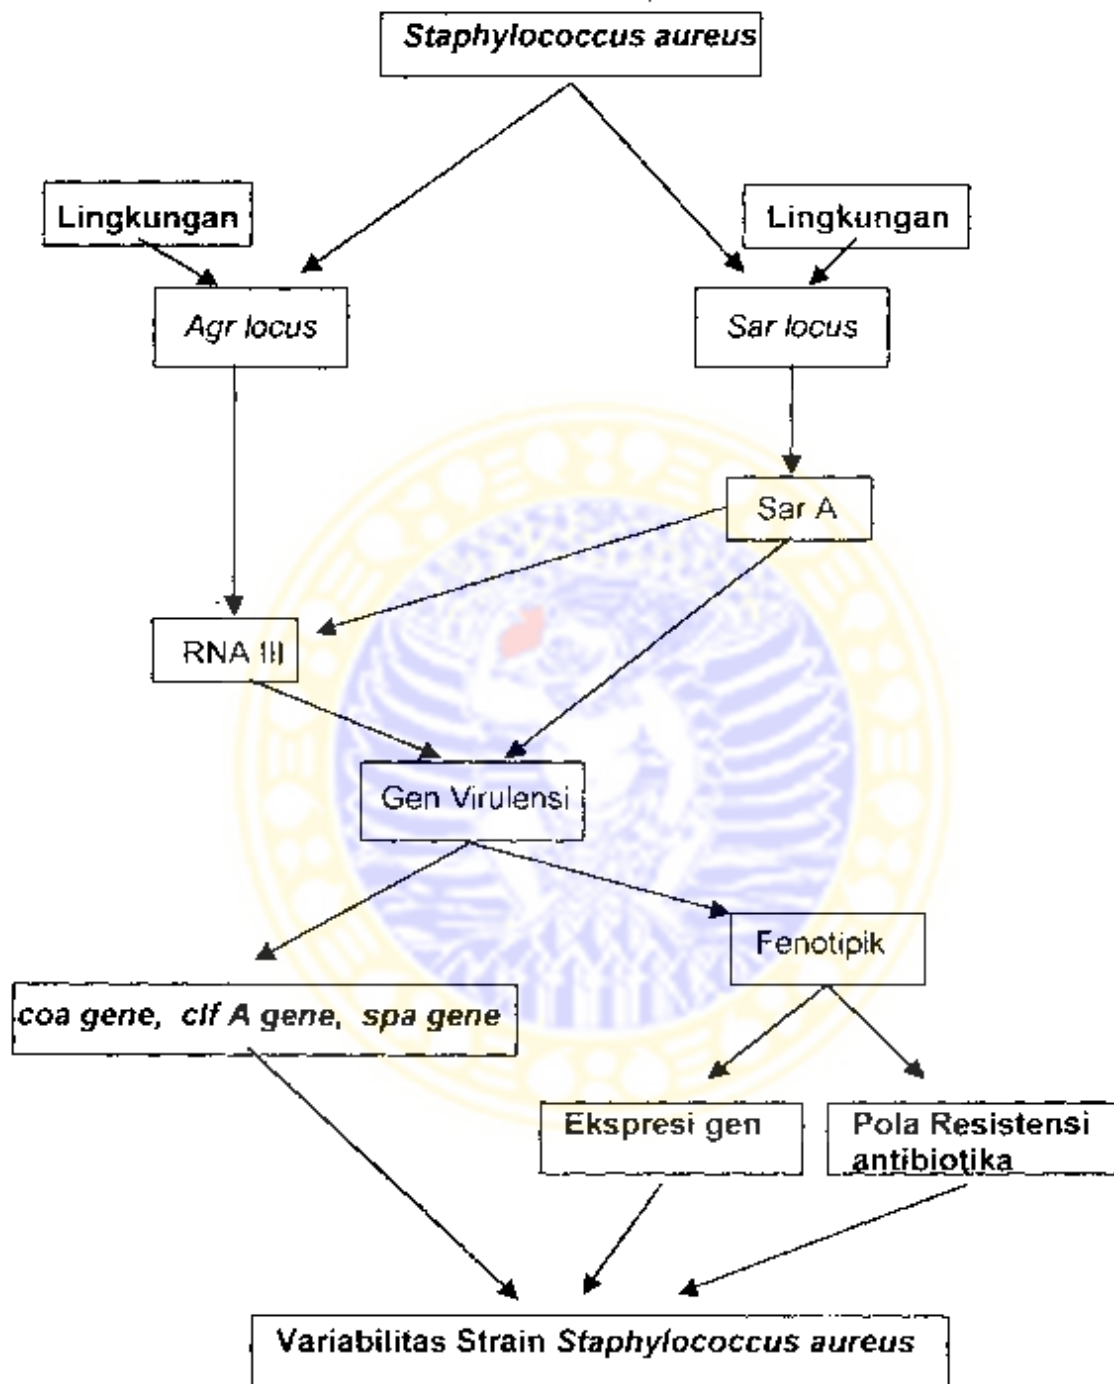 Staphylococcus aureus
Lingkungan
Lingkungan
Agr locus
Sar locus
Sar A
RNA III
Gen Virulensi
Fenotipik
coa gene, clf A gene, spa gene
Ekspresi gen
Pola Resistensi
antibiotika
Variabilitas Strain Staphylococcus aureus